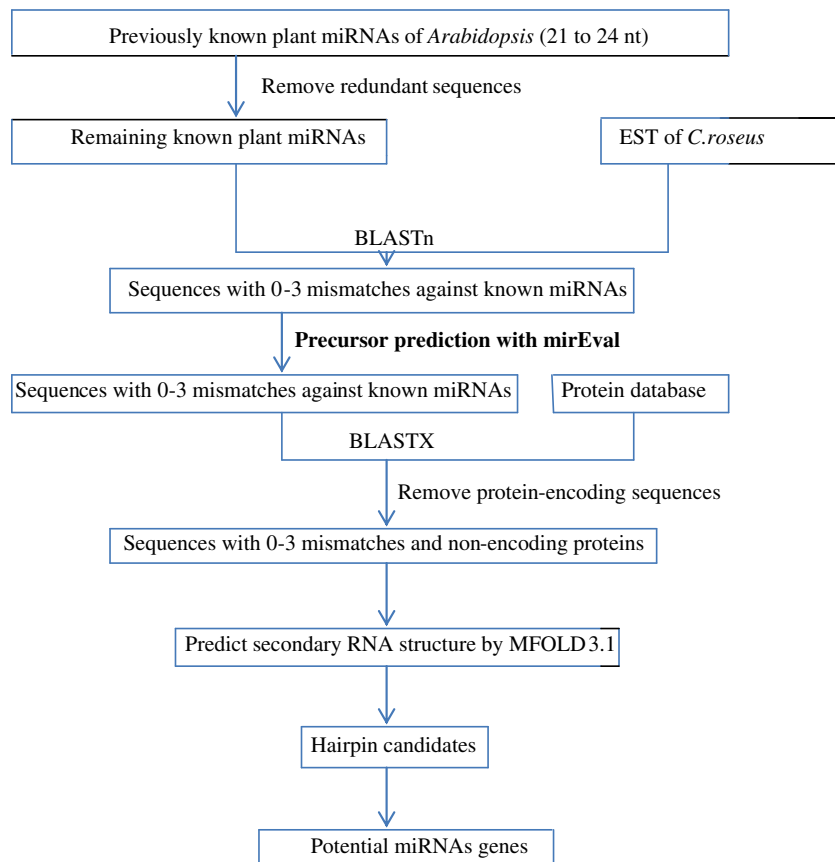 Previously known plant miRNAs of Arabidopsis (21 to 24 nt)
Remove redundant sequences
Remaining known plant miRNAs
EST of C.roseus
BLASTn
Sequences with 0-3 mismatches against known miRNAs
Precursor prediction with mirEval
Sequences with 0-3 mismatches against known miRNAs
Protein database
BLASTX
Remove protein-encoding sequences
Sequences with 0-3 mismatches and non-encoding proteins
Predict secondary RNA structure by MFOLD 3.1
Hairpin candidates
Potential miRNAs genes